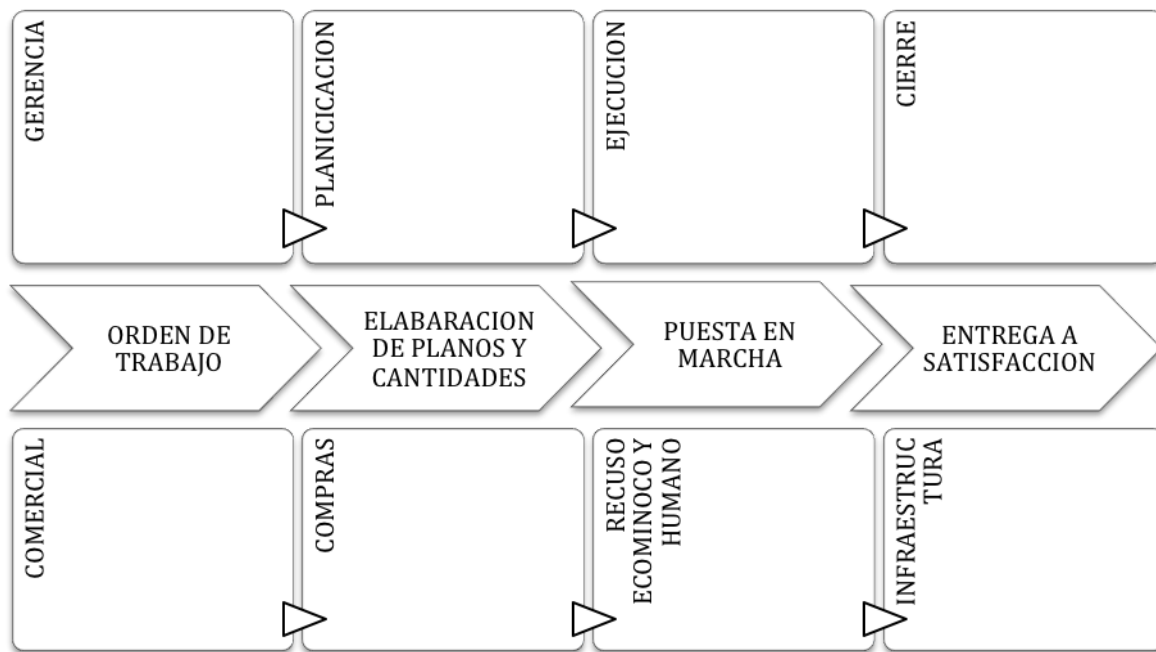 GERENCIA
PLANICICACION
EJECUCION
CIERRE
ORDEN DE
TRABAJO
ELABARACION
DE PLANOS Y
CANTIDADES
PUESTA EN
MARCHA
ENTREGA A
SATISFACCION
COMERCIAL
COMPRAS
RECUSO
ECOMINOCO Y
HUMANO
INFRAESTRUC
TURA